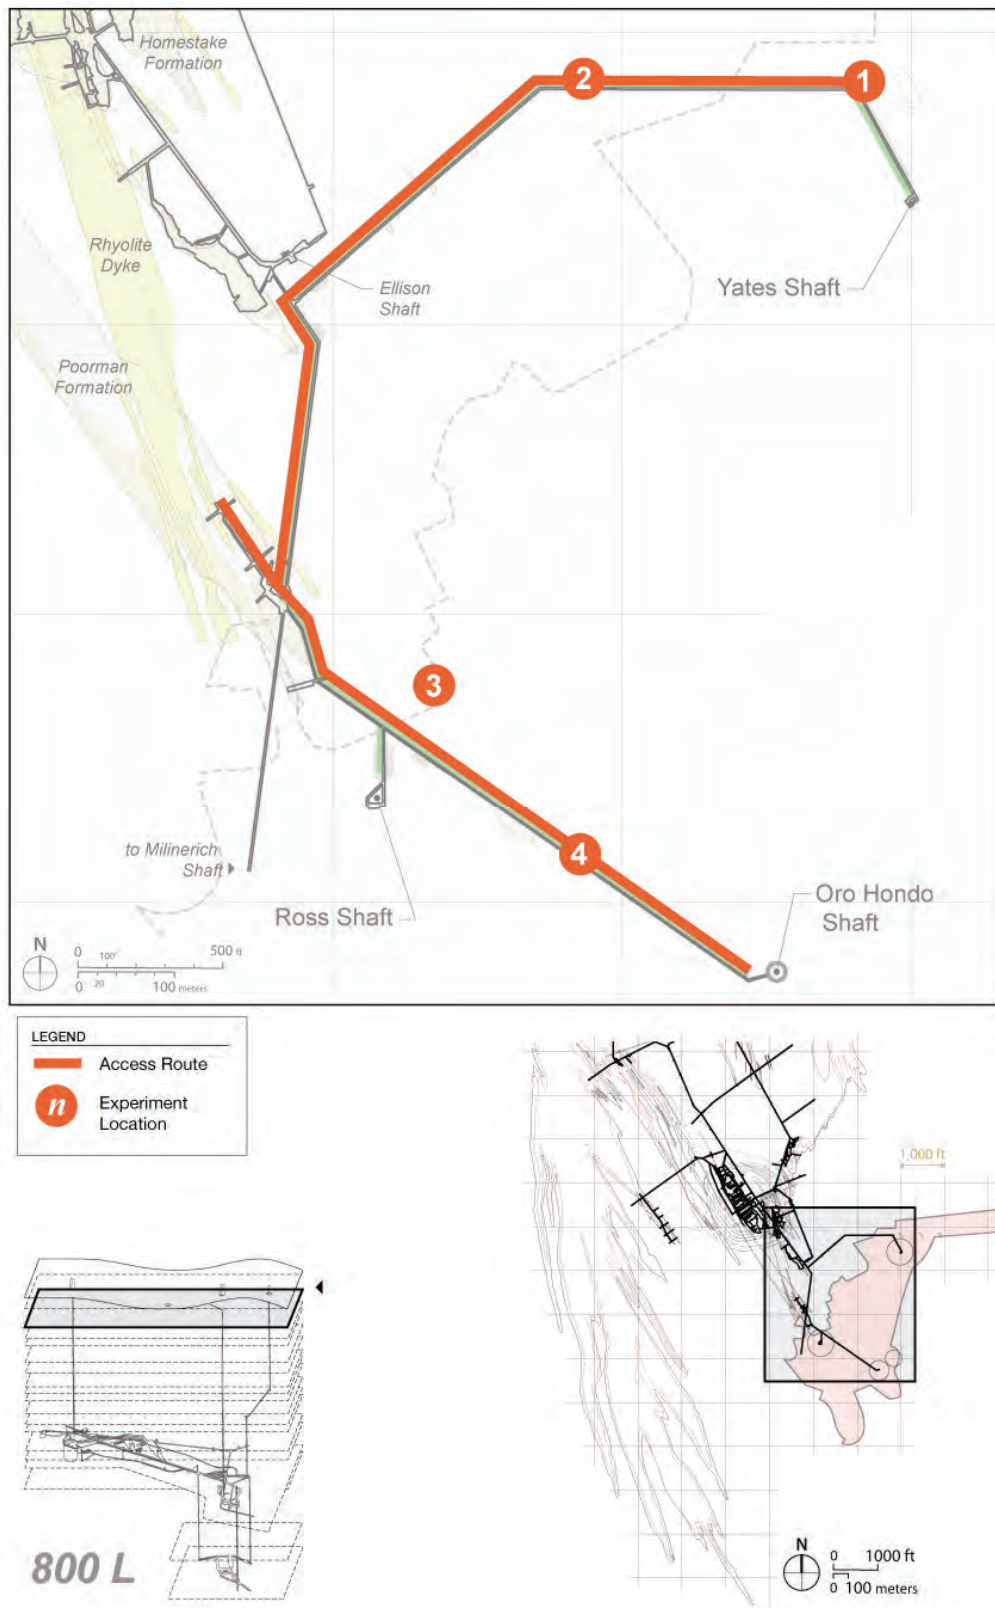 Homestake
Formation
2
1
Rhyolite
Dyke
Ellison
Shaft
Yates Shaft
Poorman
Formation
3
to Milinerich
Shaft
4
Ross Shaft
Oro Hondo
Shaft
N
0 100' 500 ft
0 20 100 meters
LEGEND
Access Route
n Experiment
Location
1,000 ft
800 L
N
0 1000 ft
0 100 meters